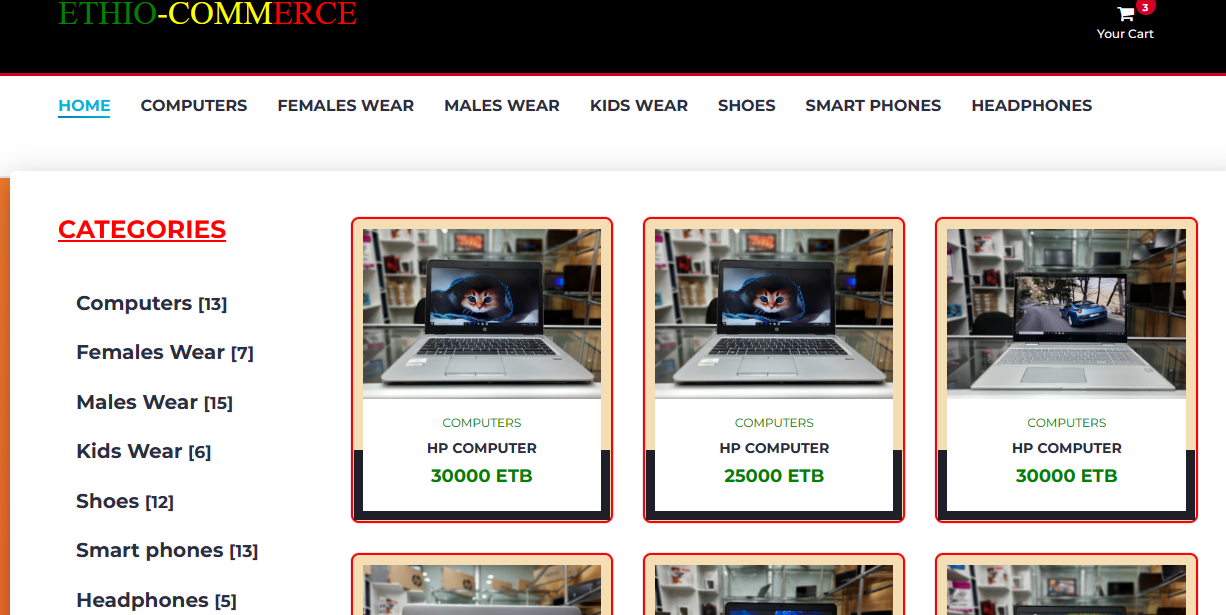 ETHIO-COMMERCE
3
Your Cart
HOME COMPUTERS FEMALES WEAR MALES WEAR KIDS WEAR SHOES SMART PHONES HEADPHONES
CATEGORIES
Computers [13]
Females Wear [7]
Males Wear [15]
Kids Wear [6]
Shoes [12]
Smart phones [13]
Headphones [5]
COMPUTERS
HP COMPUTER
30000 ETB
COMPUTERS
HP COMPUTER
25000 ETB
COMPUTERS
HP COMPUTER
30000 ETB